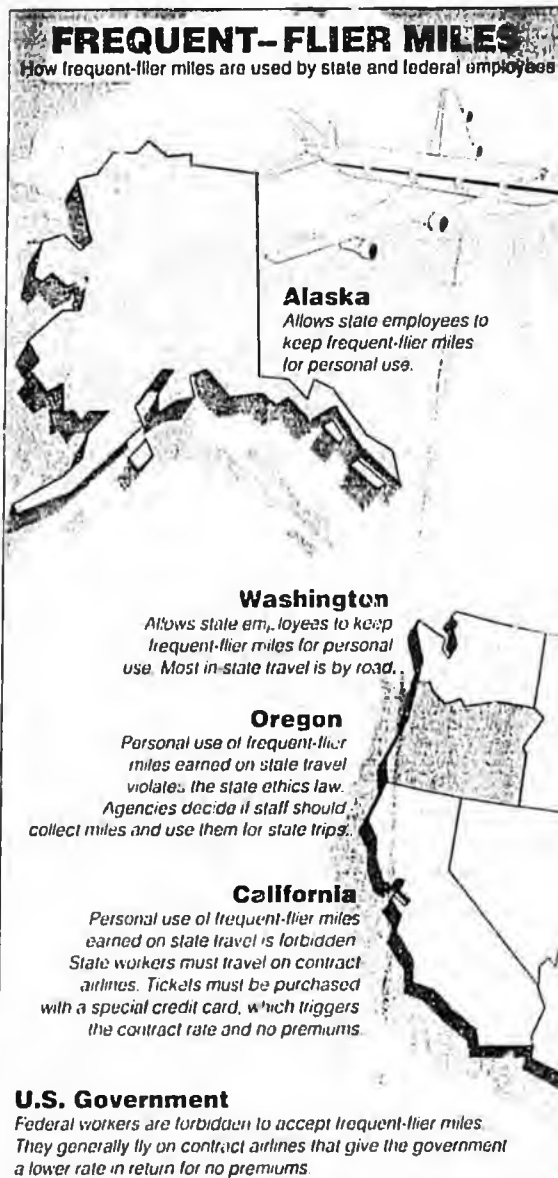 FREQUENT-FLIER MILES
How frequent-flier miles are used by state and federal employees
Alaska
Allows state employees to
keep frequent-flier miles
for personal use.
Washington
Allows state employees to keep
frequent-flier miles for personal
use. Most in-state travel is by road.
Oregon
Personal use of frequent-flier
miles earned on state travel
violates the state ethics law.
Agencies decide if staff should
collect miles and use them for state trips.
California
Personal use of frequent-flier miles
earned on state travel is forbidden
State workers must travel on contract
airlines. Tickets must be purchased
with a special credit card, which triggers
the contract rate and no premiums
U.S. Government
Federal workers are forbidden to accept frequent-flier miles
They generally fly on contract airlines that give the government
a lower rate in return for no premiums.